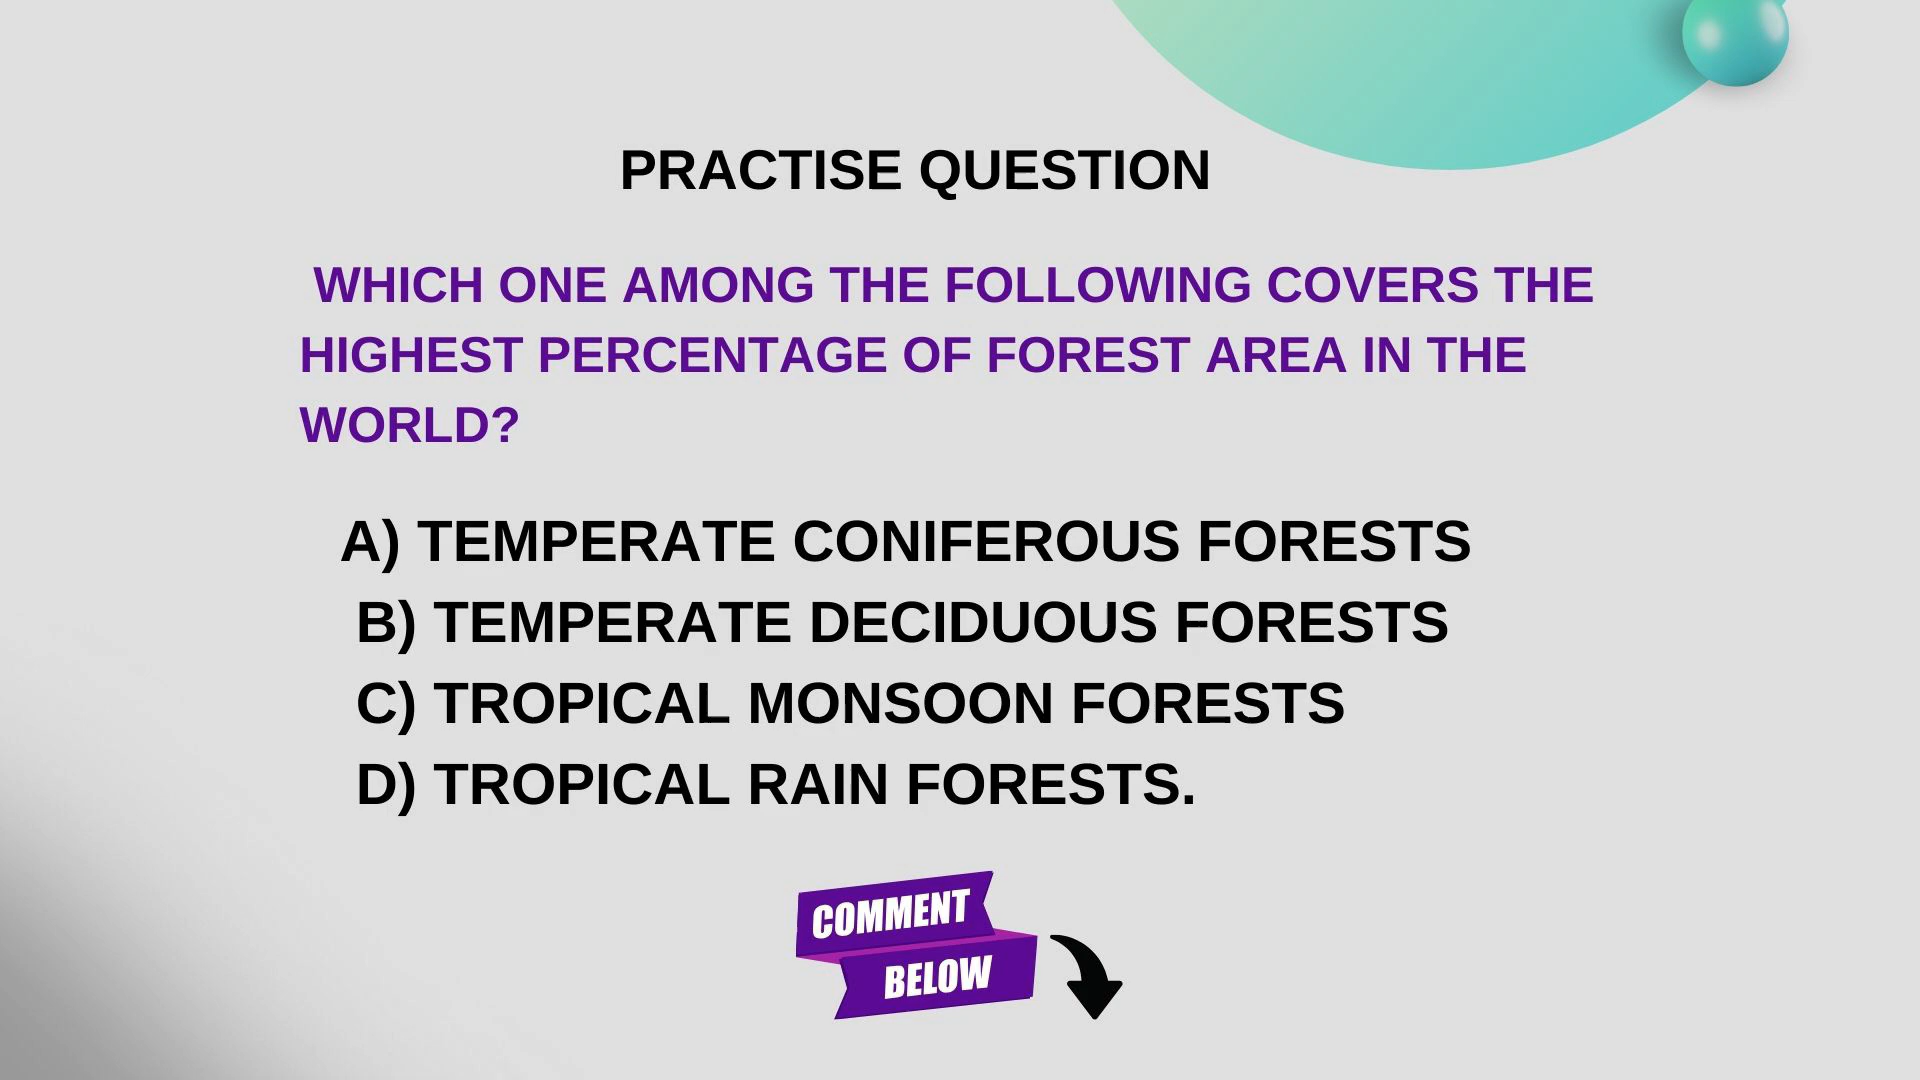 PRACTISE QUESTION
WHICH ONE AMONG THE FOLLOWING COVERS THE
HIGHEST PERCENTAGE OF FOREST AREA IN THE
WORLD?
A) TEMPERATE CONIFEROUS FORESTS
B) TEMPERATE DECIDUOUS FORESTS
C) TROPICAL MONSOON FORESTS
D) TROPICAL RAIN FORESTS.
COMMENT
BELOW